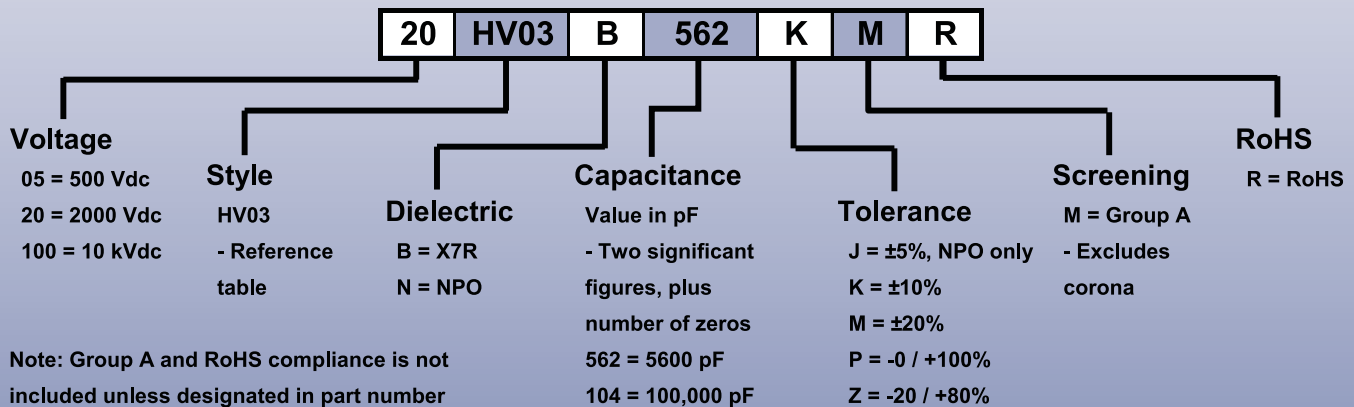 20 HV03 B 562 K M R
Voltage
05 = 500 Vdc
20 = 2000 Vdc
100 = 10 kVdc
Style
HV03
- Reference
table
Dielectric
B = X7R
N = NPO
Capacitance
Value in pF
- Two significant
figures, plus
number of zeros
562 = 5600 pF
104 = 100,000 pF
Tolerance
J = ±5%, NPO only
K = ±10%
M = ±20%
P = -0 / +100%
Z = -20 / +80%
Screening
M = Group A
- Excludes
corona
RoHS
R = RoHS
Note: Group A and RoHS compliance is not
included unless designated in part number